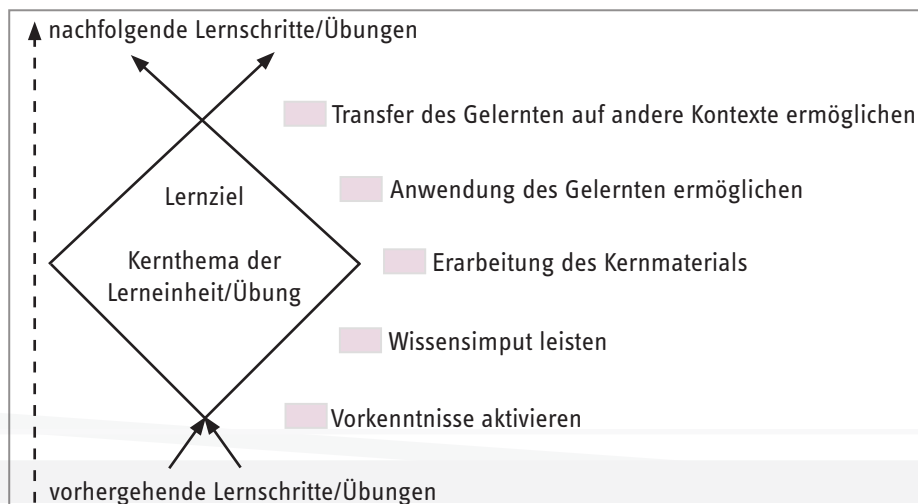 nachfolgende Lernschritte/Übungen
Transfer des Gelernten auf andere Kontexte ermöglichen
Anwendung des Gelernten ermöglichen
Lernziel
Kernthema der
Lerneinheit/Übung
Erarbeitung des Kernmaterials
Wissensimput leisten
Vorkenntnisse aktivieren
vorhergehende Lernschritte/Übungen